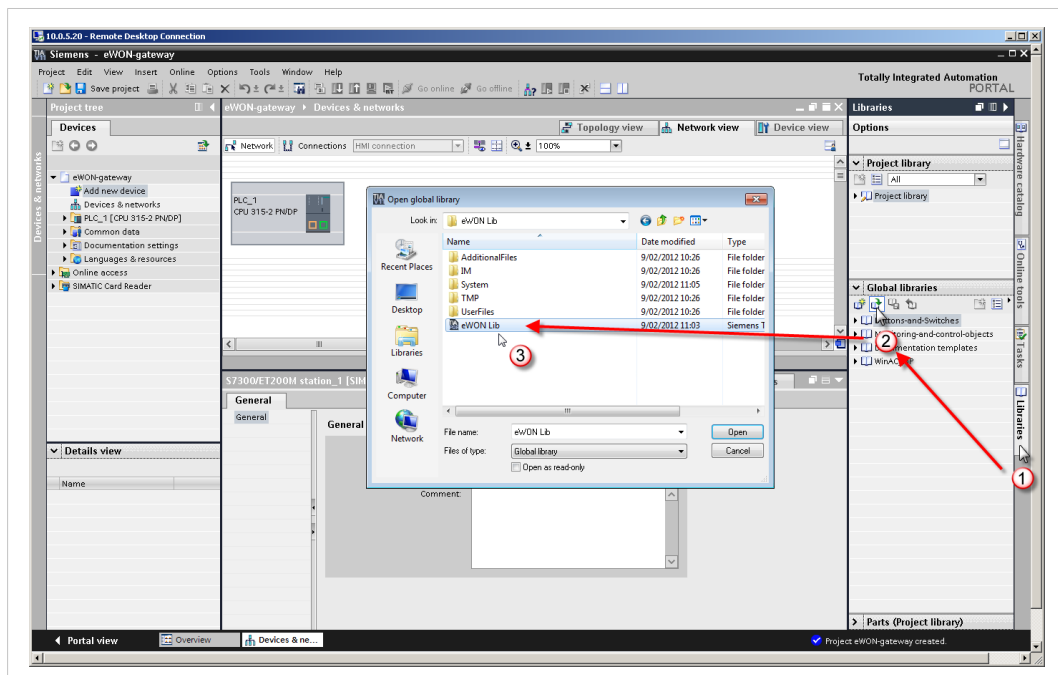 10.0.5.20 - Remote Desktop Connection
Siemens - eWON-gateway
Project Edit View Insert Online Options Tools Window Help
Totally Integrated Automation
PORTAL
Save project
Go online
Go offline
Project tree
eWON-gateway
Devices & networks
Libraries
Devices
Topology view
Network view
Device view
Options
Network
Connections
HMI connection
100%
Project library
All
Project library
eWON-gateway
Add new device
Devices & networks
PLC_1 [CPU 315-2 PN/DP]
Common data
Documentation settings
Languages & resources
Online access
SIMATIC Card Reader
Devices & networks
PLC_1
CPU 315-2 PN/DP
Open global library
Look in:
eWON Lib
Name
Date modified
Type
AdditionalFiles
9/02/2012 10:26
File folder
IM
9/02/2012 10:26
File folder
System
9/02/2012 11:05
File folder
TMP
9/02/2012 10:26
File folder
UserFiles
9/02/2012 10:26
File folder
eWON Lib
9/02/2012 11:03
Siemens T
Recent Places
Desktop
Libraries
Computer
Network
File name:
eWON Lib
Open
Files of type:
Global library
Cancel
Open as read-only
3
Global libraries
Buttons-and-Switches
Monitoring-and-control-objects
Documentation templates
2
1
Hardware catalog
Online tools
Tasks
Libraries
S7300/ET200M station_1 [SIM
General
General
General
Comment:
Details view
Name
Parts (Project library)
Portal view
Overview
Devices & ne...
Project eWON-gateway created.